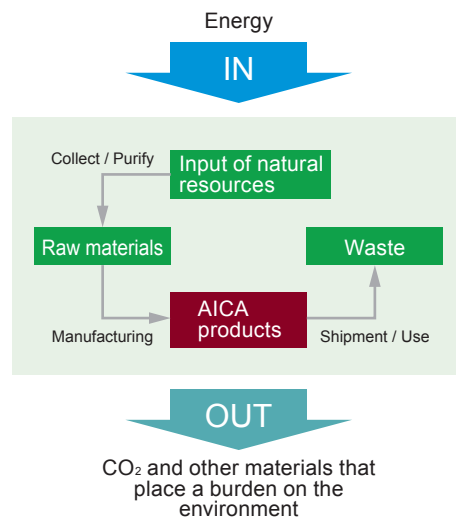 Energy
IN
Collect / Purify
Input of natural
resources
Raw materials
Waste
AICA
products
Manufacturing
Shipment / Use
OUT
CO₂ and other materials that
place a burden on the
environment